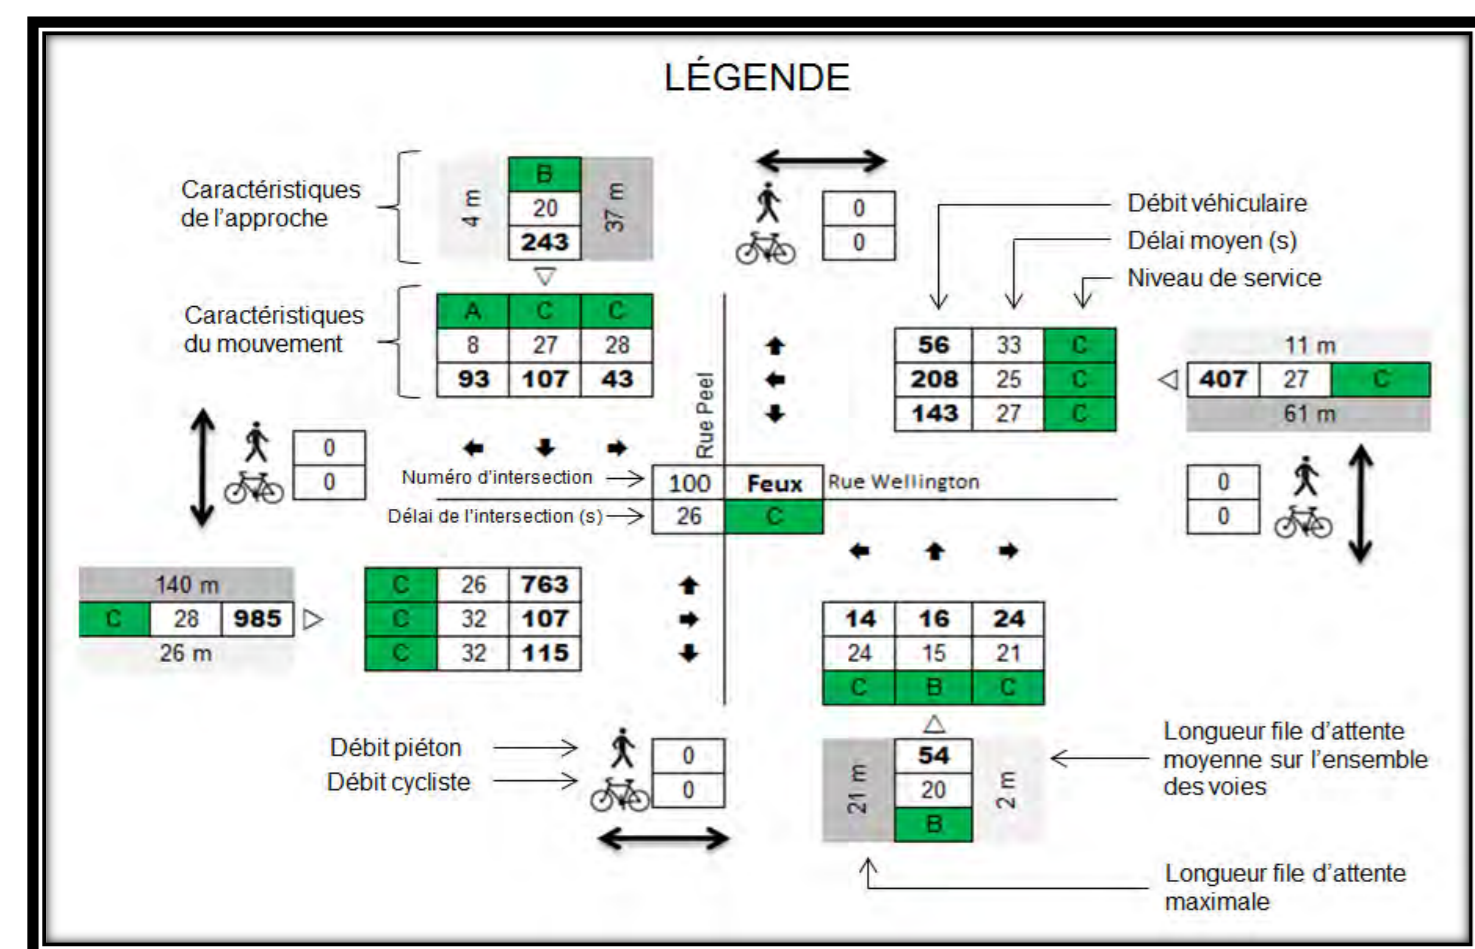 LÉGENDE
Caractéristiques
de l'approche
4 m
B
20
243
37 m
0
0
Débit véhiculaire
Délai moyen (s)
Niveau de service
Caractéristiques
du mouvement
A C C
8 27 28
93 107 43
Rue Peel
56 33 C
208 25 C
143 27 C
11 m
407 27 C
61 m
0
0
Numéro d'intersection
100 Feux Rue Wellington
Délai de l'intersection (s)
26 C
0
0
140 m
C 28 985
26 m
C 26 763
C 32 107
C 32 115
14 16 24
24 15 21
C B C
Débit piéton
Débit cycliste
0
0
21 m
54
20
B
2 m
Longueur file d'attente
moyenne sur l'ensemble
des voies
Longueur file d'attente
maximale